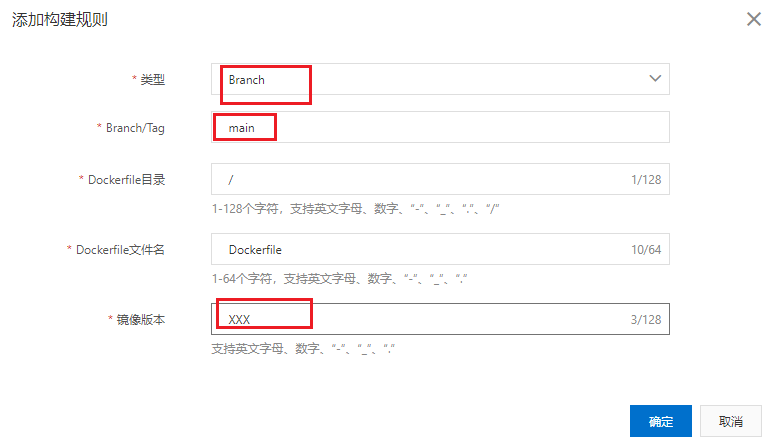 添加构建规则
* 类型 Branch
* Branch/Tag main
* Dockerfile目录 / 1/128
1-128个字符，支持英文字母、数字、“-”、“_”、“.”、“/”
* Dockerfile文件名 Dockerfile 10/64
1-64个字符，支持英文字母、数字、“-”、“_”、“.”
* 镜像版本 XXX 3/128
支持英文字母、数字、“-”、“_”、“.”
确定 取消